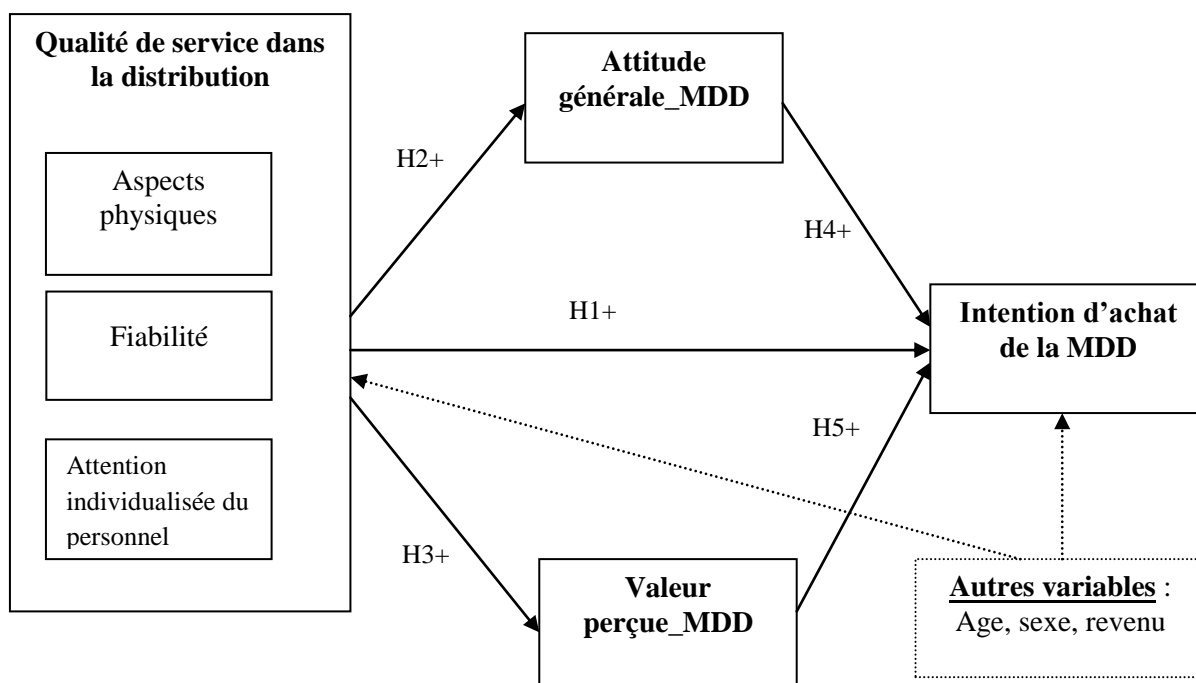 Qualité de service dans
la distribution
Aspects
physiques
Fiabilité
Attention
individualisée du
personnel
H2+
H1+
H3+
Attitude
générale_MDD
Valeur
perçue_MDD
H4+
H5+
Intention d'achat
de la MDD
Autres variables :
Age, sexe, revenu